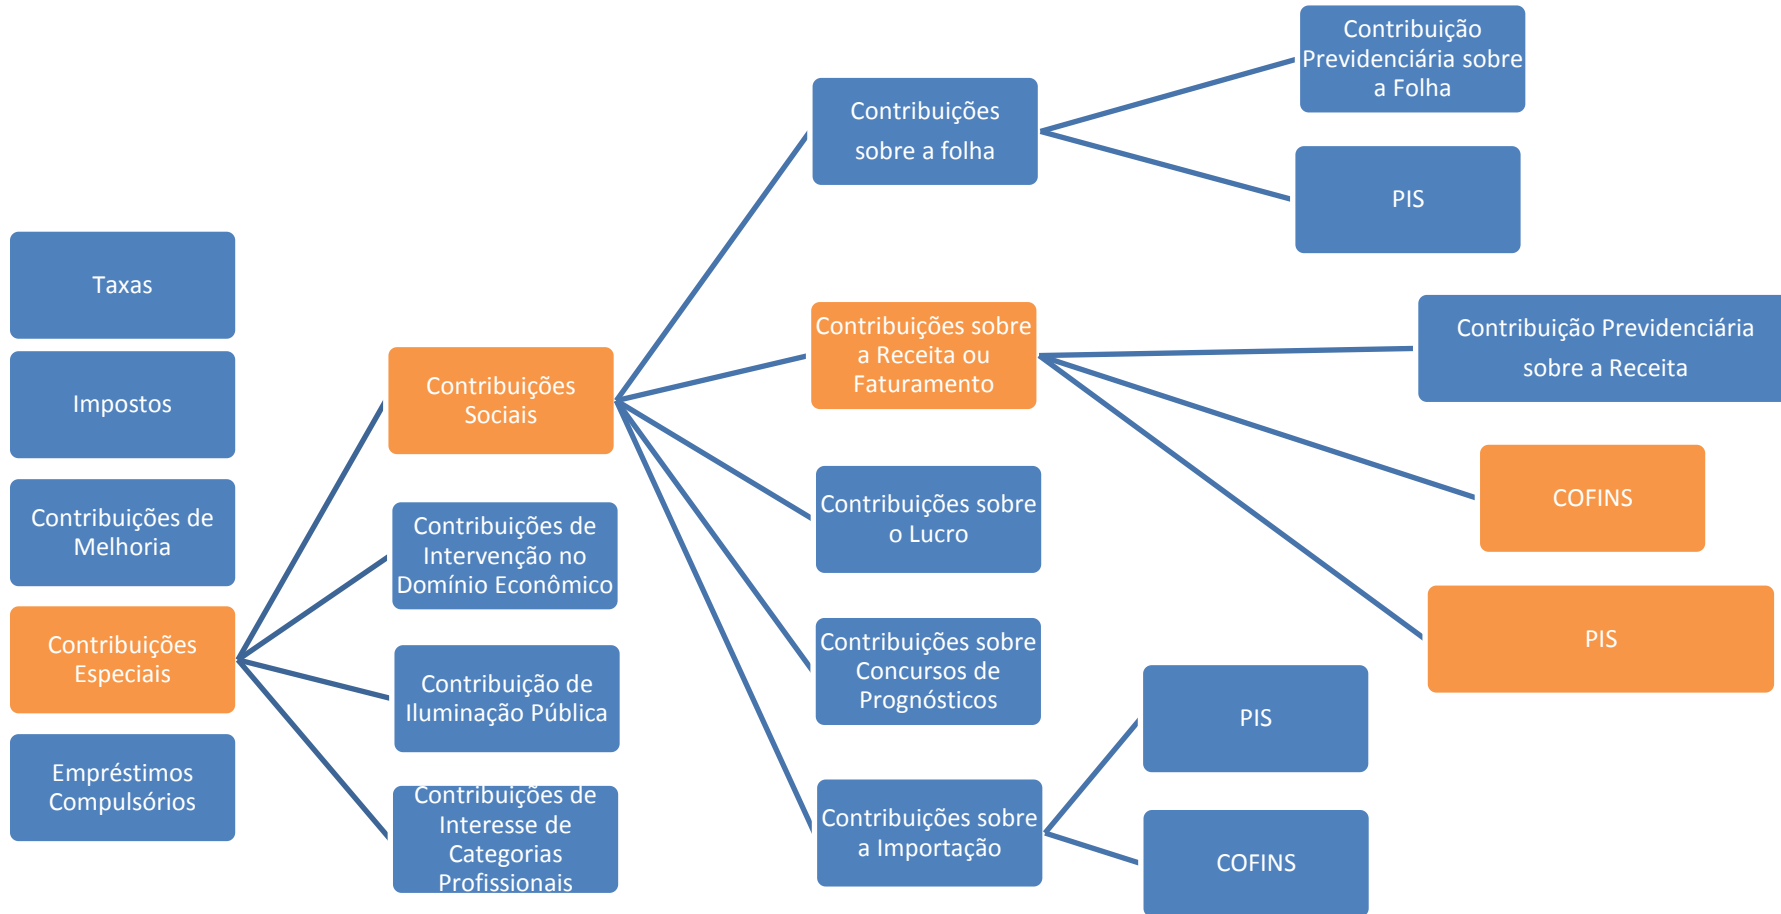 Taxas
Impostos
Contribuições de
Melhoria
Contribuições
Especiais
Empréstimos
Compulsórios
Contribuições
Sociais
Contribuições de
Intervenção no
Domínio Econômico
Contribuição de
Iluminação Pública
Contribuições de
Interesse de
Categorias
Profissionais
Contribuições
sobre a folha
Contribuições sobre
a Receita ou
Faturamento
Contribuições sobre
o Lucro
Contribuições sobre
Concursos de
Prognósticos
Contribuições sobre
a Importação
Contribuição
Previdenciária sobre
a Folha
PIS
Contribuição Previdenciária
sobre a Receita
COFINS
PIS
PIS
COFINS